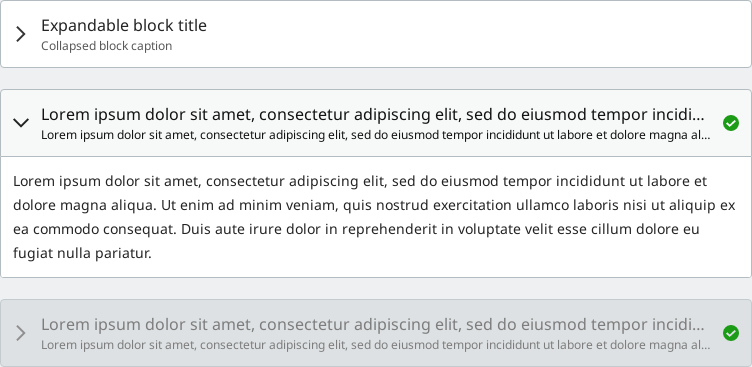 Expandable block title
Collapsed block caption
Lorem ipsum dolor sit amet, consectetur adipiscing elit, sed do eiusmod tempor incidi...
Lorem ipsum dolor sit amet, consectetur adipiscing elit, sed do eiusmod tempor incididunt ut labore et dolore magna al...
Lorem ipsum dolor sit amet, consectetur adipiscing elit, sed do eiusmod tempor incididunt ut labore et
dolore magna aliqua. Ut enim ad minim veniam, quis nostrud exercitation ullamco laboris nisi ut aliquip ex
ea commodo consequat. Duis aute irure dolor in reprehenderit in voluptate velit esse cillum dolore eu
fugiat nulla pariatur.
Lorem ipsum dolor sit amet, consectetur adipiscing elit, sed do eiusmod tempor incidi...
Lorem ipsum dolor sit amet, consectetur adipiscing elit, sed do eiusmod tempor incididunt ut labore et dolore magna al...